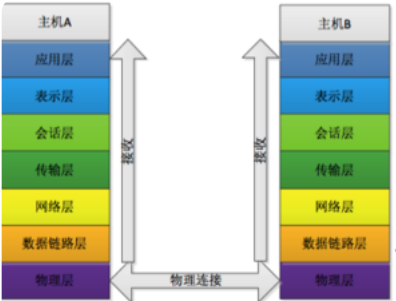 主机A
应用层
表示层
会话层
传输层
网络层
数据链路层
物理层
接收
物理连接
接收
主机B
应用层
表示层
会话层
传输层
网络层
数据链路层
物理层